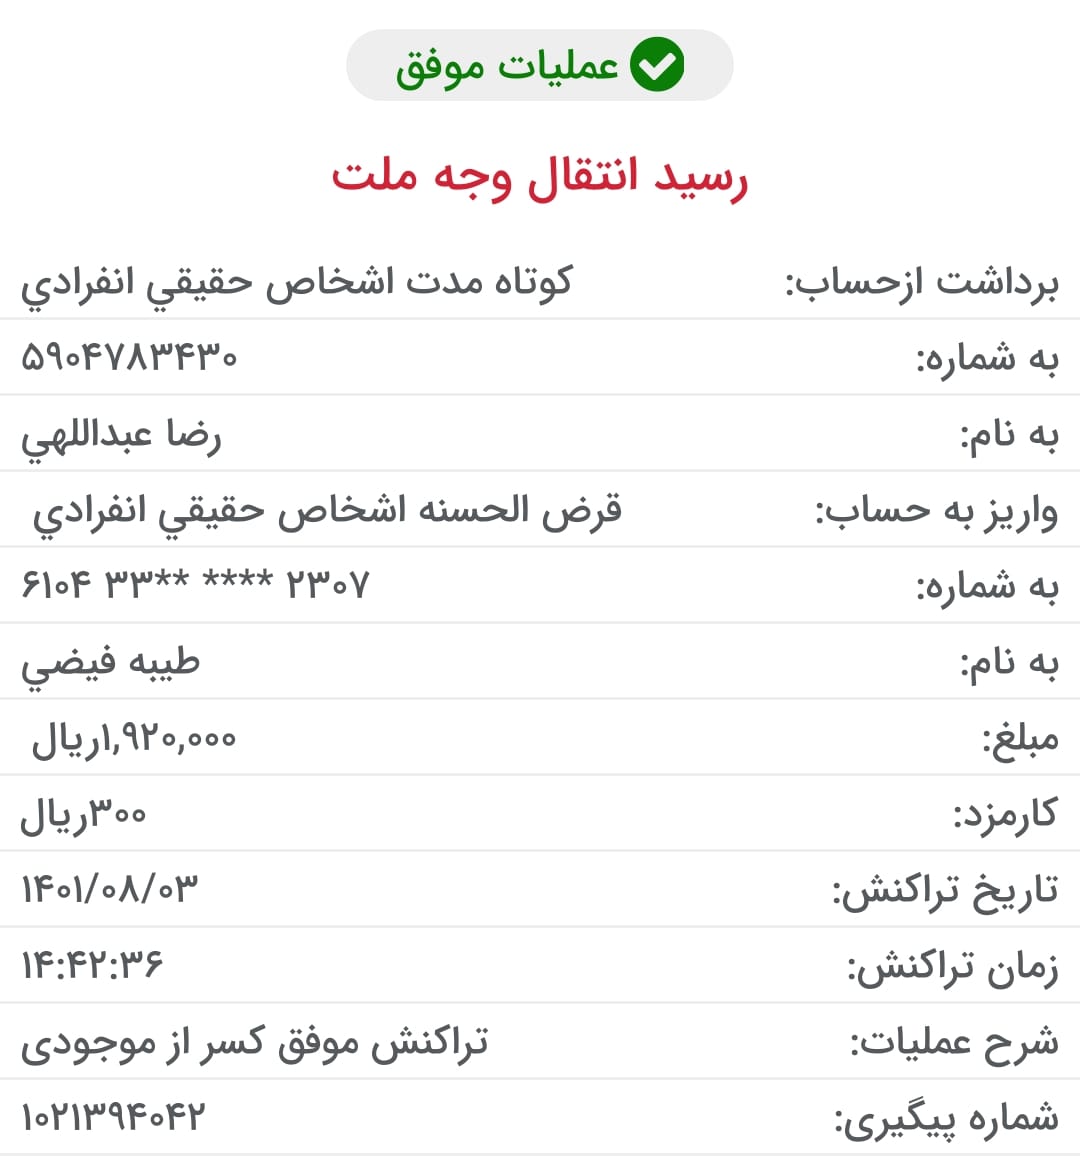 عملیات موفق
رسید انتقال وجه ملت
برداشت ازحساب: کوتاه مدت اشخاص حقيقي انفرادي
به شماره: ۵۹۰۴۷۸۳۴۳۰
به نام: رضا عبداللهي
واریز به حساب: قرض الحسنه اشخاص حقيقي انفرادي
به شماره: ۶۱۰۴ ۳۳** **** ۲۳۰۷
به نام: طيبه فيضي
مبلغ: ۱,۹۲۰,۰۰۰ریال
کارمزد: ۳۰۰ریال
تاریخ تراکنش: ۱۴۰۱/۰۸/۰۳
زمان تراکنش: ۱۴:۴۲:۳۶
شرح عملیات: تراکنش موفق کسر از موجودی
شماره پیگیری: ۱۰۲۱۳۹۴۰۴۲